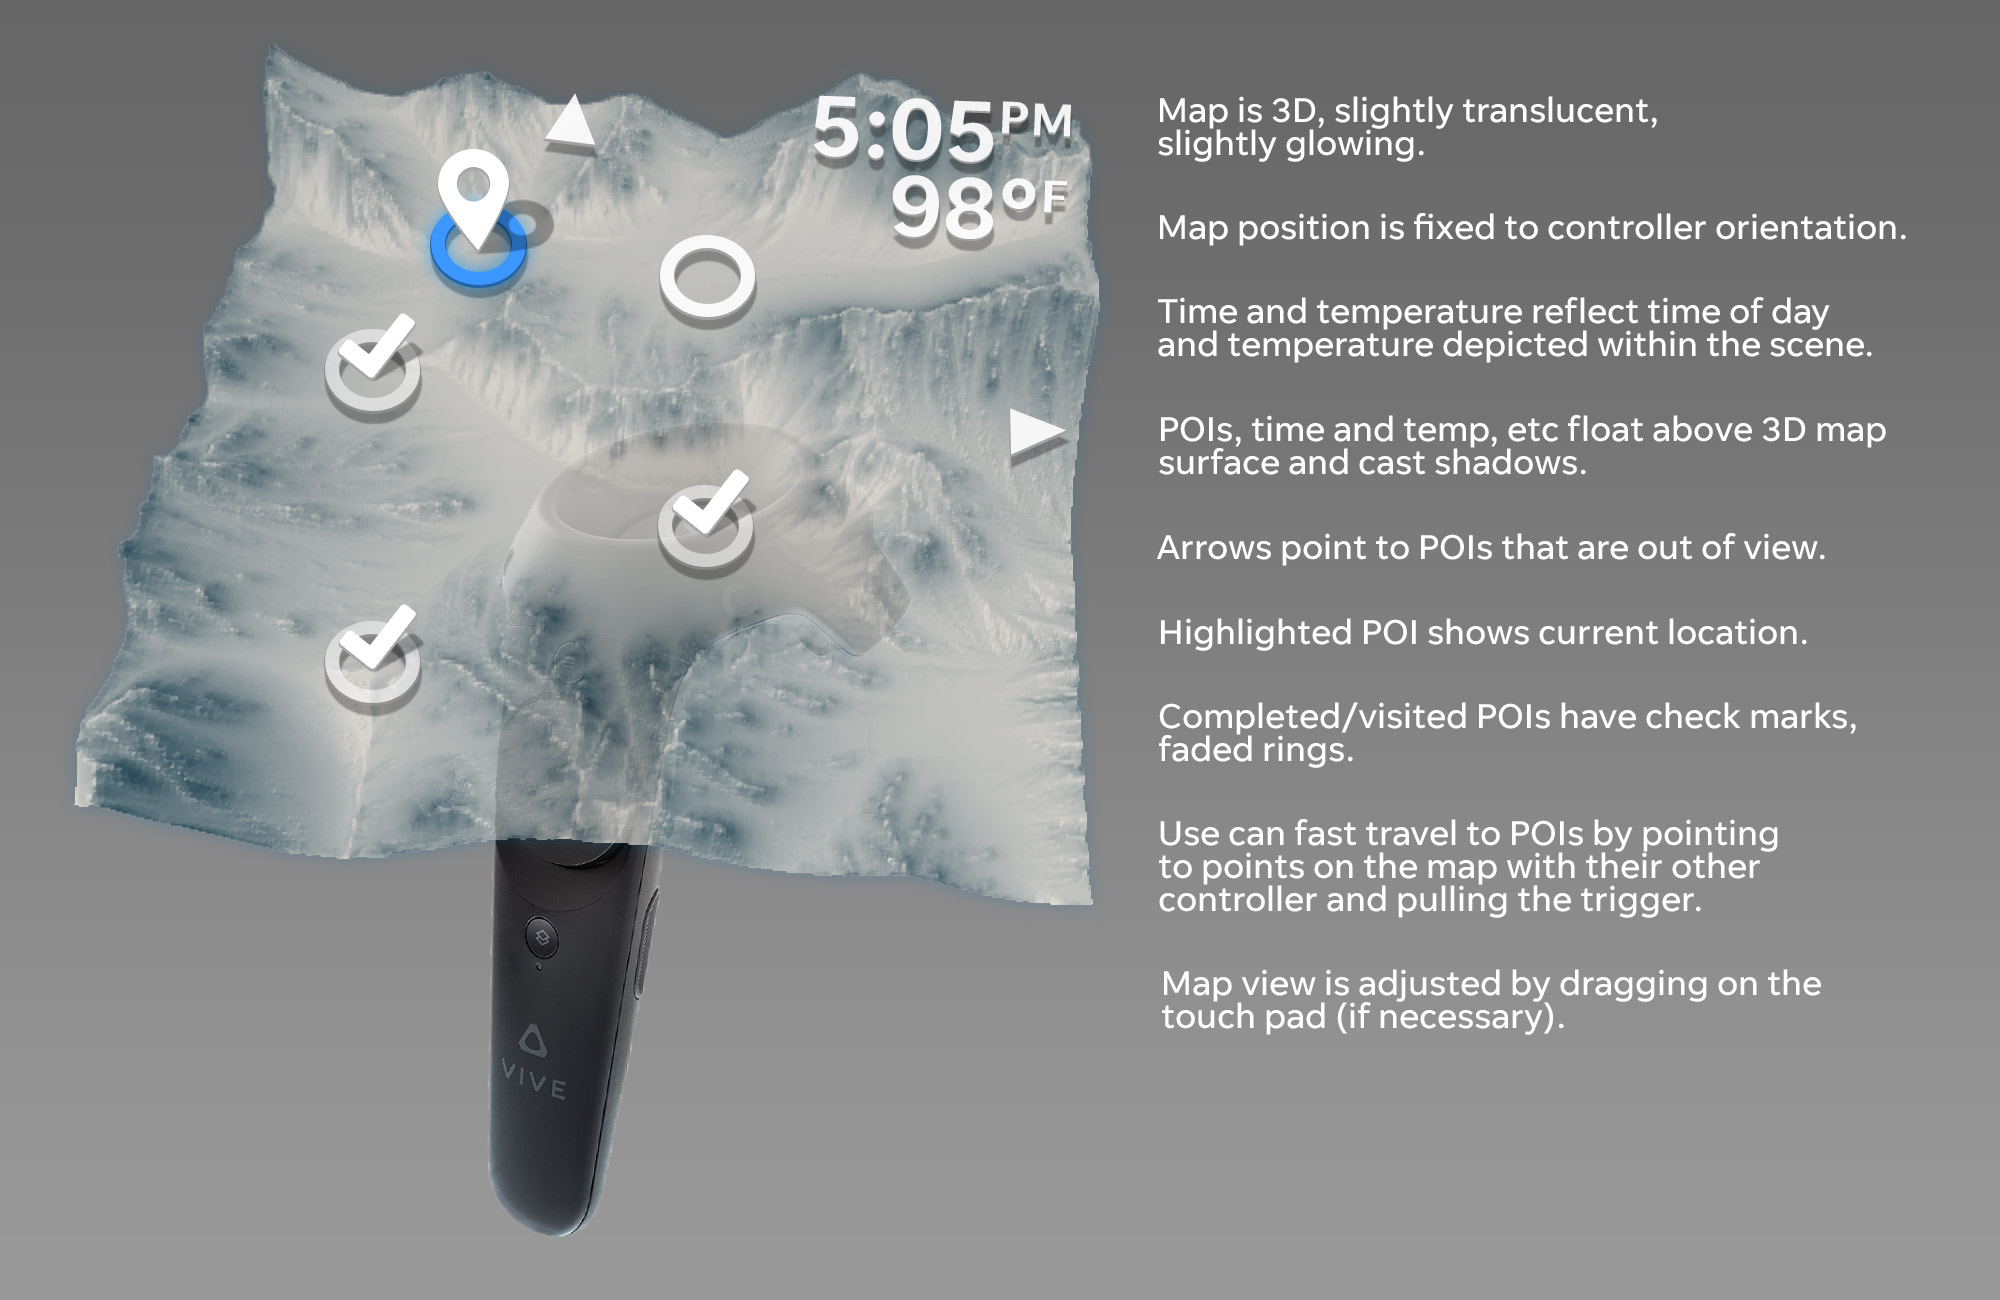 5:05PM
98°F
VIVE
Map is 3D, slightly translucent,
slightly glowing.
Map position is fixed to controller orientation.
Time and temperature reflect time of day
and temperature depicted within the scene.
POIs, time and temp, etc float above 3D map
surface and cast shadows.
Arrows point to POIs that are out of view.
Highlighted POI shows current location.
Completed/visited POIs have check marks,
faded rings.
Use can fast travel to POIs by pointing
to points on the map with their other
controller and pulling the trigger.
Map view is adjusted by dragging on the
touch pad (if necessary).